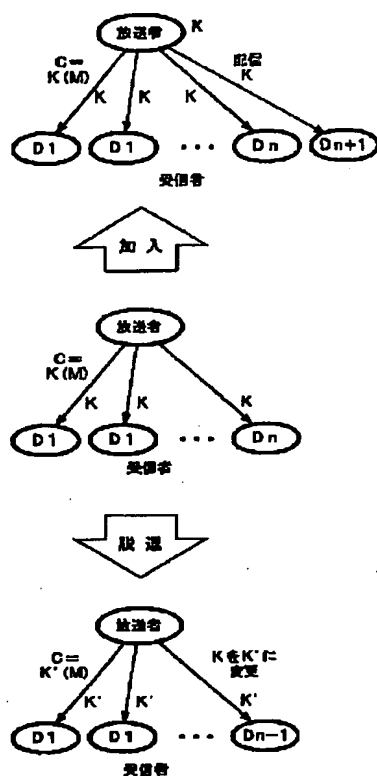 放送者 K
C=
K(M)
配信
K
K K K
D1 D1 ・・・ Dn Dn+1
受信者
加入
放送者
C=
K(M)
K K K
D1 D1 ・・・ Dn
受信者
脱退
放送者
C=
K'(M)
KをK'に
変更
K' K' K'
D1 D1 ・・・ Dn-1
受信者